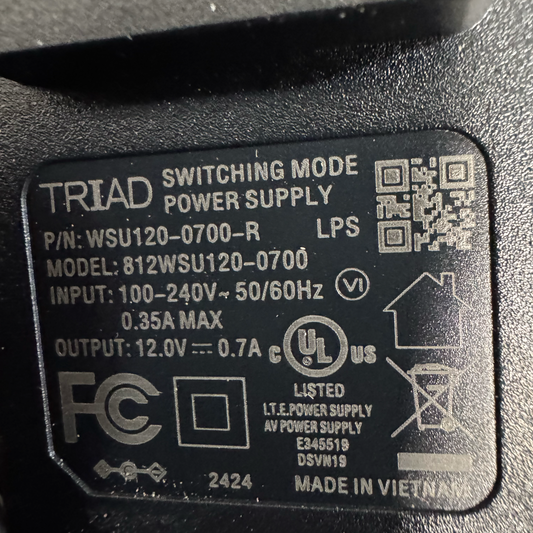 TRIAD SWITCHING MODE
POWER SUPPLY
P/N: WSU120-0700-R LPS
MODEL: 812WSU120-0700
INPUT: 100-240V~ 50/60Hz VI
0.35A MAX
OUTPUT: 12.0V⎓0.7A
c UL US
LISTED
I.T.E.POWER SUPPLY
AV POWER SUPPLY
E345519
DSVN19
FC
2424 MADE IN VIETNAM